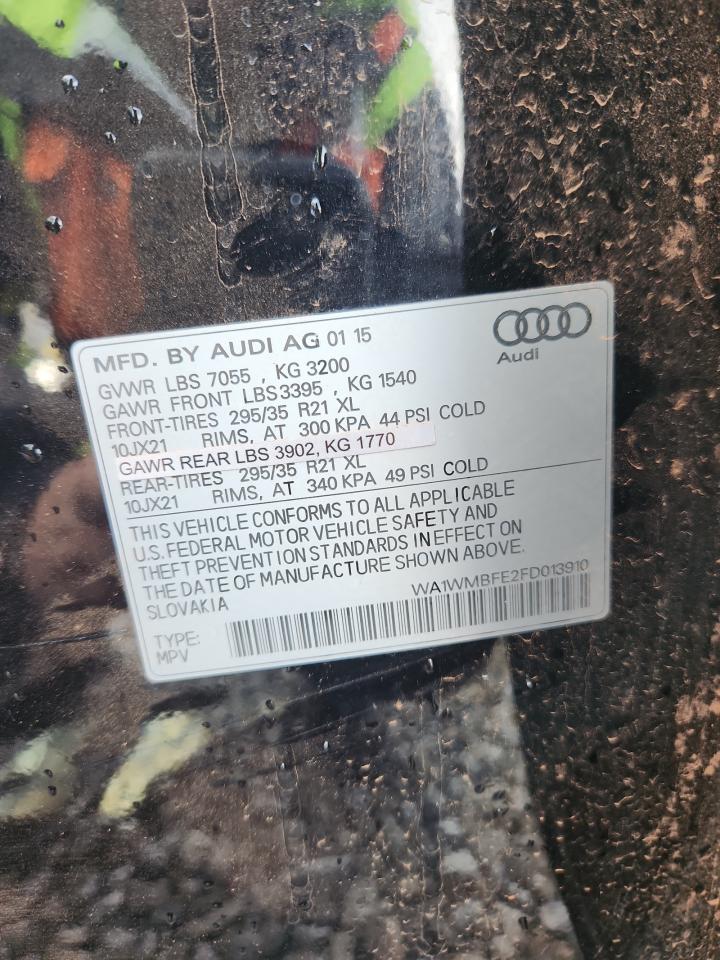 MFD. BY AUDI AG 01 15
Audi
GVWR LBS 7055 , KG 3200
GAWR FRONT LBS3395 , KG 1540
FRONT-TIRES 295/35 R21 XL
10JX21 RIMS, AT 300 KPA 44 PSI COLD
GAWR REAR LBS 3902, KG 1770
REAR-TIRES 295/35 R21 XL
10JX21 RIMS, AT 340 KPA 49 PSI COLD
THIS VEHICLE CONFORMS TO ALL APPLICABLE
U.S. FEDERAL MOTOR VEHICLE SAFETY AND
THEFT PREVENTION STANDARDS IN EFFECT ON
THE DATE OF MANUFACTURE SHOWN ABOVE.
SLOVAKIA
WA1WMBFE2FD013910
TYPE:
MPV